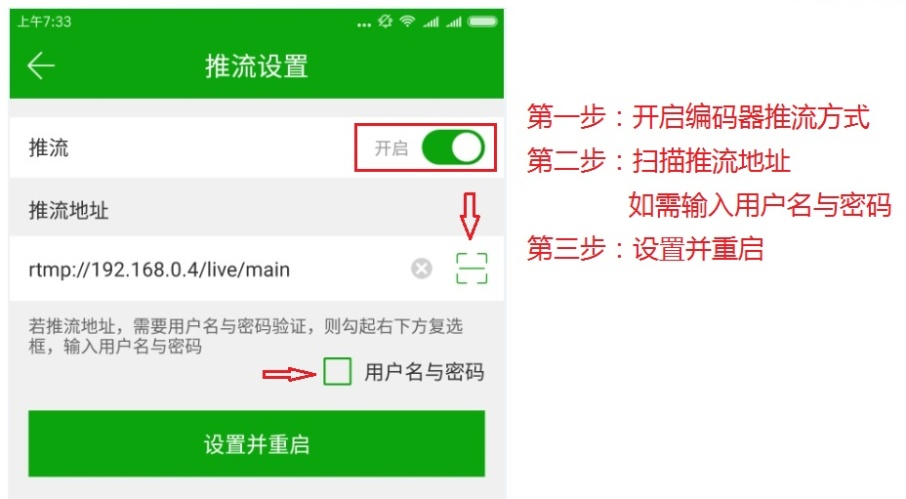 上午7:33
推流设置
推流
开启
推流地址
rtmp://192.168.0.4/live/main
若推流地址，需要用户名与密码验证，则勾起右下方复选
框，输入用户名与密码
用户名与密码
设置并重启
第一步：开启编码器推流方式
第二步：扫描推流地址
如需输入用户名与密码
第三步：设置并重启